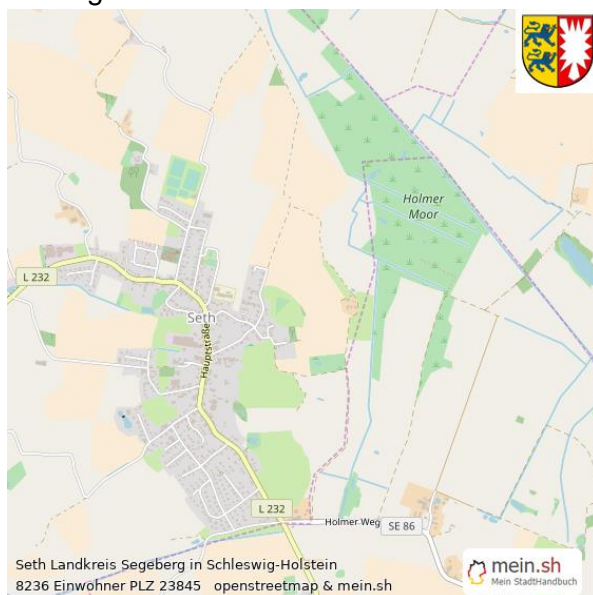 Holmer
Moor
L 232
Seth
Hauptstraße
L 232
Holmer Weg
SE 86
Seth Landkreis Segeberg in Schleswig-Holstein
8236 Einwohner PLZ 23845 openstreetmap & mein.sh
mein.sh
Mein StadtHandbuch